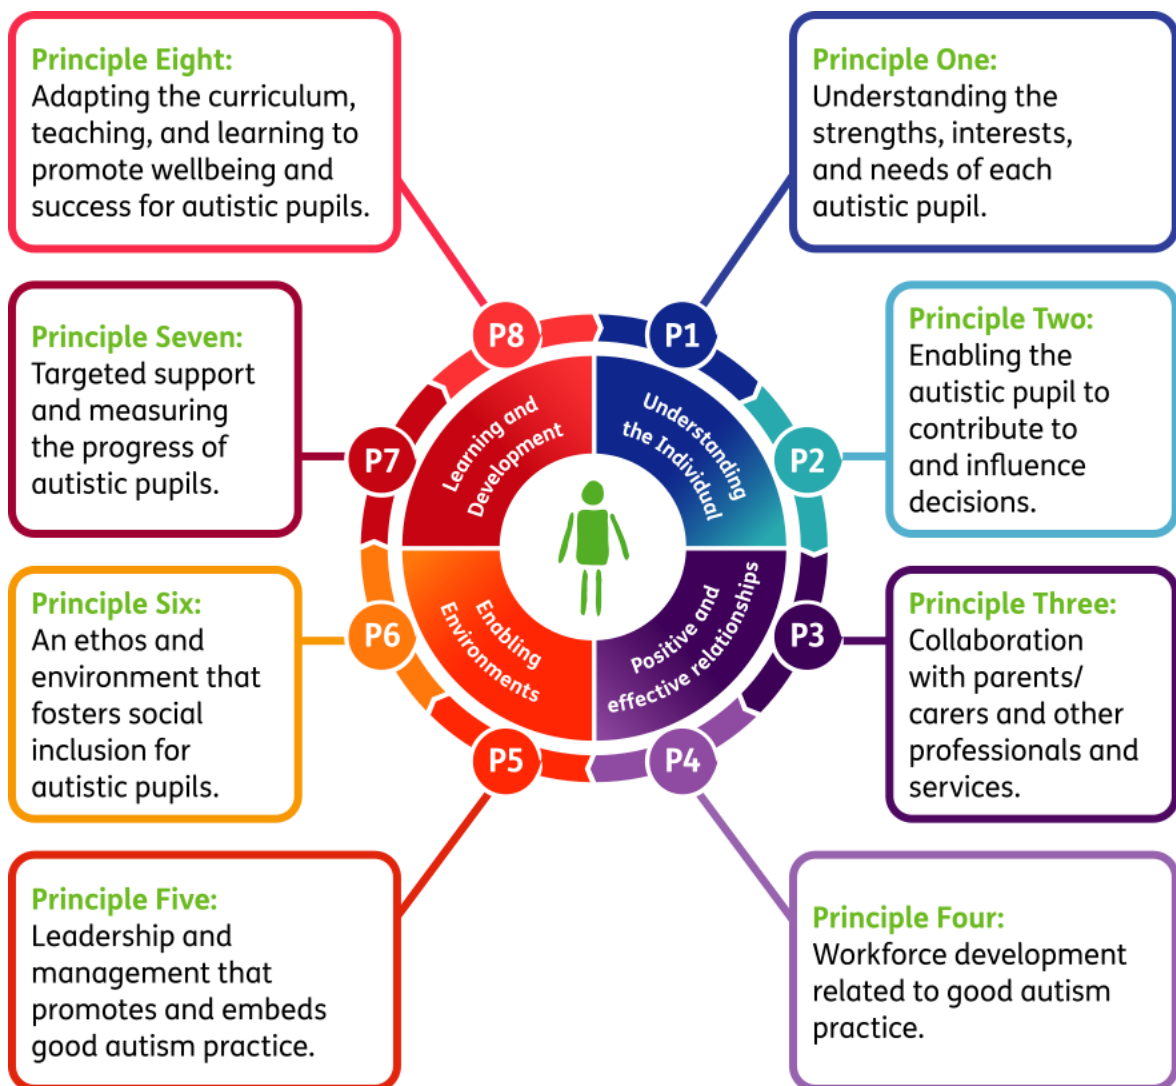 Principle Eight:
Adapting the curriculum,
teaching, and learning to
promote wellbeing and
success for autistic pupils.
Principle One:
Understanding the
strengths, interests,
and needs of each
autistic pupil.
Principle Seven:
Targeted support
and measuring
the progress of
autistic pupils.
Principle Two:
Enabling the
autistic pupil to
contribute to
and influence
decisions.
P8
P1
P7
P2
Learning and
Development
Understanding
the Individual
Principle Six:
An ethos and
environment that
fosters social
inclusion for
autistic pupils.
Principle Three:
Collaboration
with parents/
carers and other
professionals and
services.
P6
P3
Enabling
Environments
Positive and
effective relationships
P5
P4
Principle Five:
Leadership and
management that
promotes and embeds
good autism practice.
Principle Four:
Workforce development
related to good autism
practice.